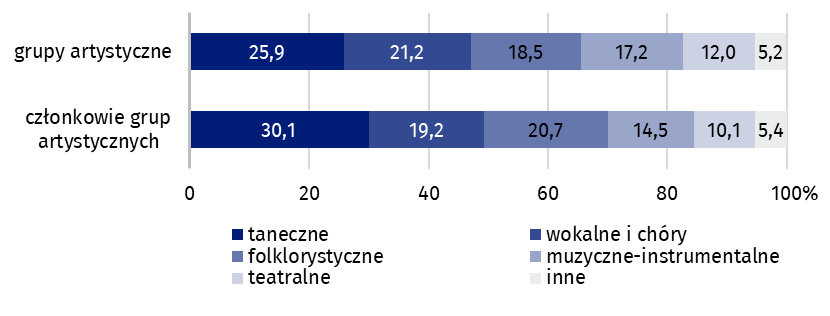 grupy artystyczne
25,9 21,2 18,5 17,2 12,0 5,2
członkowie grup
artystycznych
30,1 19,2 20,7 14,5 10,1 5,4
0 20 40 60 80 100%
taneczne wokalne i chóry
folklorystyczne muzyczne-instrumentalne
teatralne inne